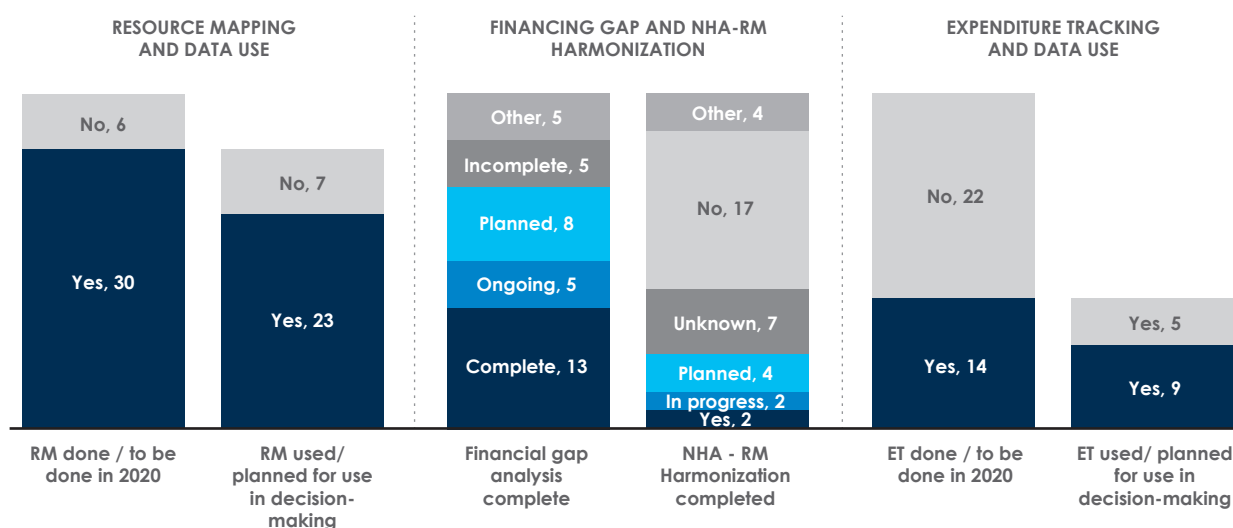 RESOURCE MAPPING
AND DATA USE
No, 6
Yes, 30
No, 7
Yes, 23
RM done / to be
done in 2020
RM used/
planned for use
in decision-
making
FINANCING GAP AND NHA-RM
HARMONIZATION
Other, 5
Incomplete, 5
Planned, 8
Ongoing, 5
Complete, 13
Other, 4
No, 17
Unknown, 7
Planned, 4
In progress, 2
Yes, 2
Financial gap
analysis
complete
NHA - RM
Harmonization
completed
EXPENDITURE TRACKING
AND DATA USE
No, 22
Yes, 14
Yes, 5
Yes, 9
ET done / to be
done in 2020
ET used/ planned
for use in
decision-making